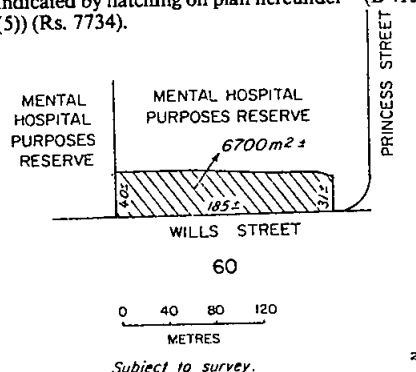 indicated by hatching on plan hereunder
(5)) (Rs. 7734).
MENTAL
HOSPITAL
PURPOSES
RESERVE
MENTAL HOSPITAL
PURPOSES RESERVE
6700m² ±
PRINCESS STREET
40±
185±
31±
WILLS STREET
60
0 40 80 120
METRES
Subject to survey.